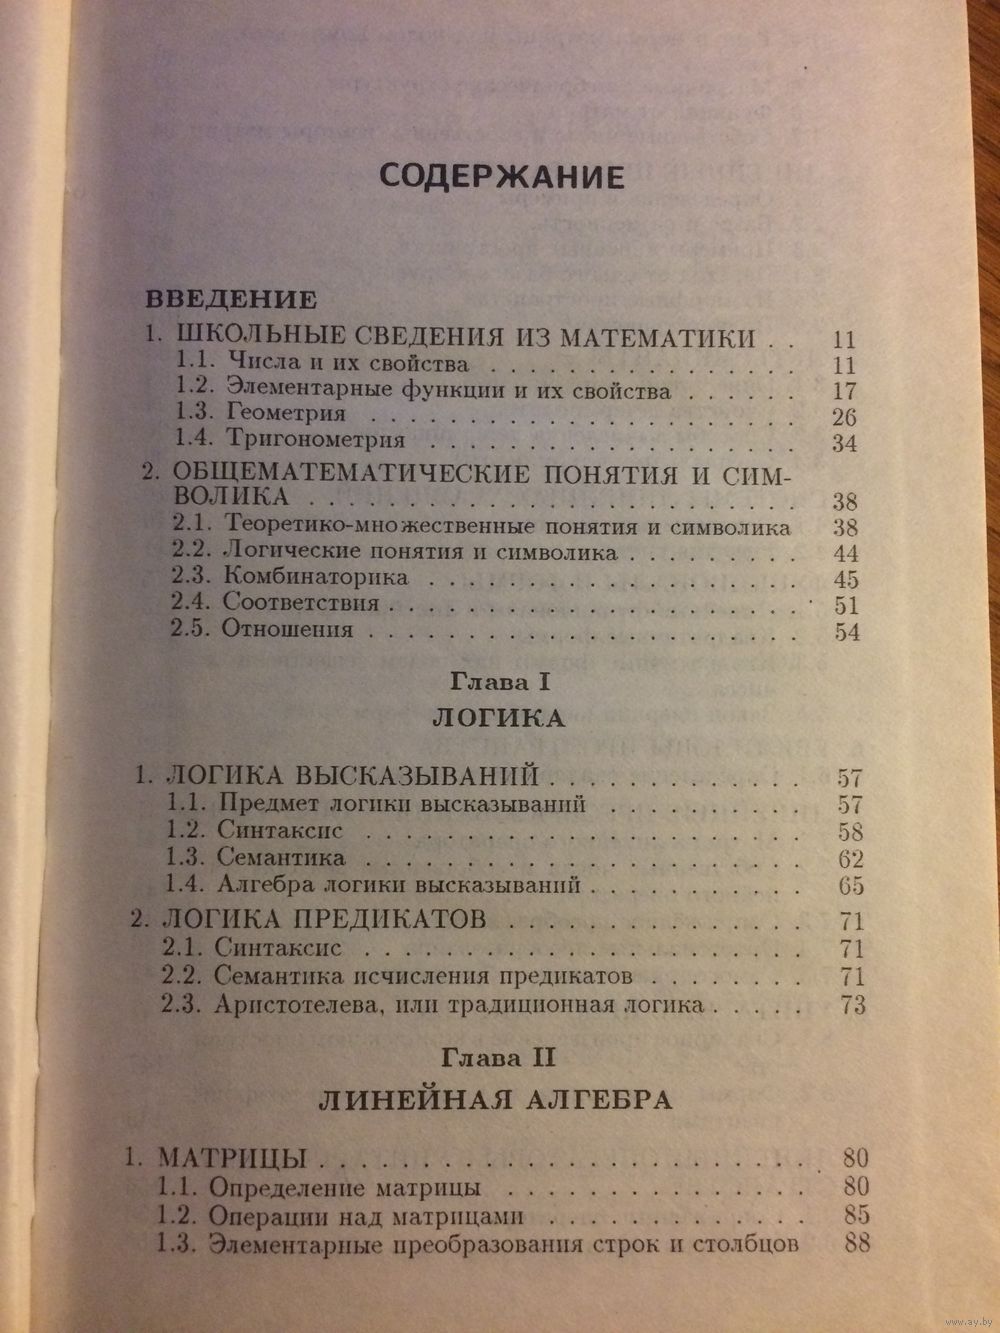 СОДЕРЖАНИЕ
ВВЕДЕНИЕ
1. ШКОЛЬНЫЕ СВЕДЕНИЯ ИЗ МАТЕМАТИКИ . . 11
1.1. Числа и их свойства . . . . . . . . . . . . . . . 11
1.2. Элементарные функции и их свойства . . . . . . 17
1.3. Геометрия . . . . . . . . . . . . . . . . . . . . 26
1.4. Тригонометрия . . . . . . . . . . . . . . . . . 34
2. ОБЩЕМАТЕМАТИЧЕСКИЕ ПОНЯТИЯ И СИМ-
ВОЛИКА . . . . . . . . . . . . . . . . . . . . . . . 38
2.1. Теоретико-множественные понятия и символика 38
2.2. Логические понятия и символика . . . . . . . . 44
2.3. Комбинаторика . . . . . . . . . . . . . . . . . 45
2.4. Соответствия . . . . . . . . . . . . . . . . . . . 51
2.5. Отношения . . . . . . . . . . . . . . . . . . . . 54
Глава I
ЛОГИКА
1. ЛОГИКА ВЫСКАЗЫВАНИЙ . . . . . . . . . . . . 57
1.1. Предмет логики высказываний . . . . . . . . . 57
1.2. Синтаксис . . . . . . . . . . . . . . . . . . . . 58
1.3. Семантика . . . . . . . . . . . . . . . . . . . . 62
1.4. Алгебра логики высказываний . . . . . . . . . . 65
2. ЛОГИКА ПРЕДИКАТОВ . . . . . . . . . . . . . . 71
2.1. Синтаксис . . . . . . . . . . . . . . . . . . . . 71
2.2. Семантика исчисления предикатов . . . . . . . . 71
2.3. Аристотелева, или традиционная логика . . . . . 73
Глава II
ЛИНЕЙНАЯ АЛГЕБРА
1. МАТРИЦЫ . . . . . . . . . . . . . . . . . . . . . . . 80
1.1. Определение матрицы . . . . . . . . . . . . . . 80
1.2. Операции над матрицами . . . . . . . . . . . . 85
1.3. Элементарные преобразования строк и столбцов 88
www.ay.by